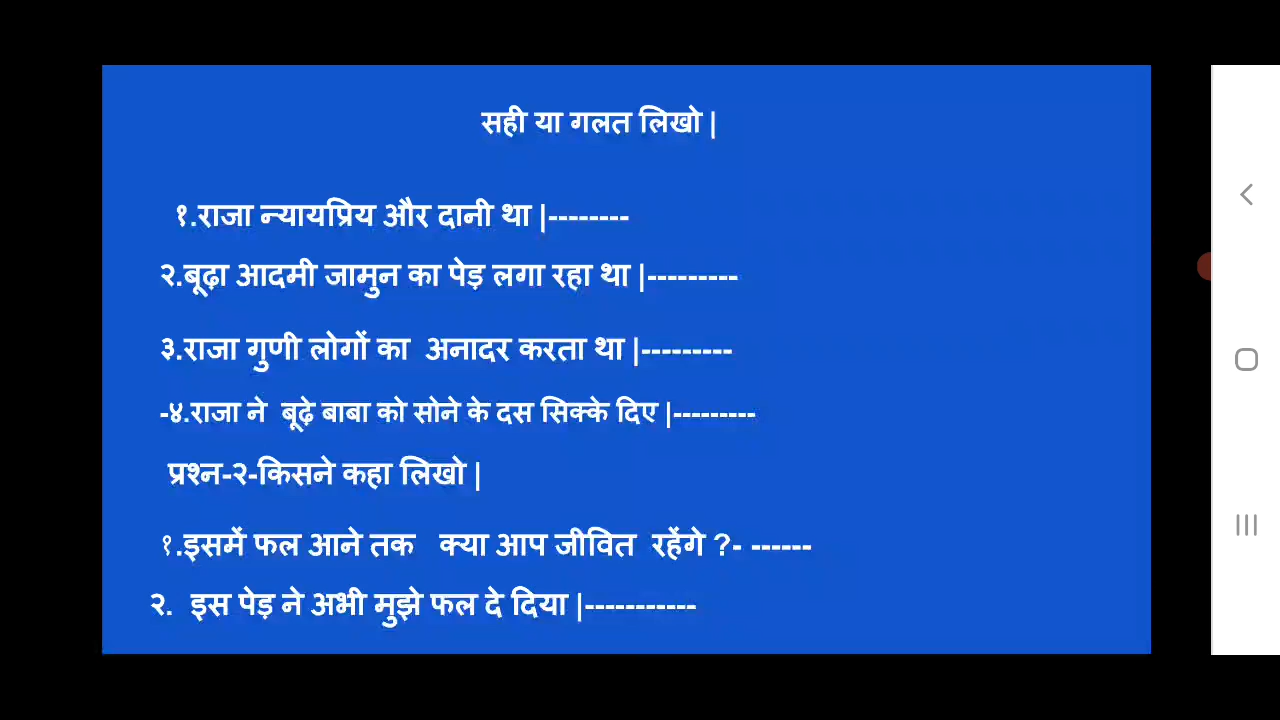 सही या गलत लिखो |
१.राजा न्यायप्रिय और दानी था |--------
२.बूढ़ा आदमी जामुन का पेड़ लगा रहा था |---------
३.राजा गुणी लोगों का अनादर करता था |---------
-४.राजा ने बूढ़े बाबा को सोने के दस सिक्के दिए |---------
प्रश्न-२-किसने कहा लिखो |
१.इसमें फल आने तक क्या आप जीवित रहेंगे ?- ------
२. इस पेड़ ने अभी मुझे फल दे दिया |-----------